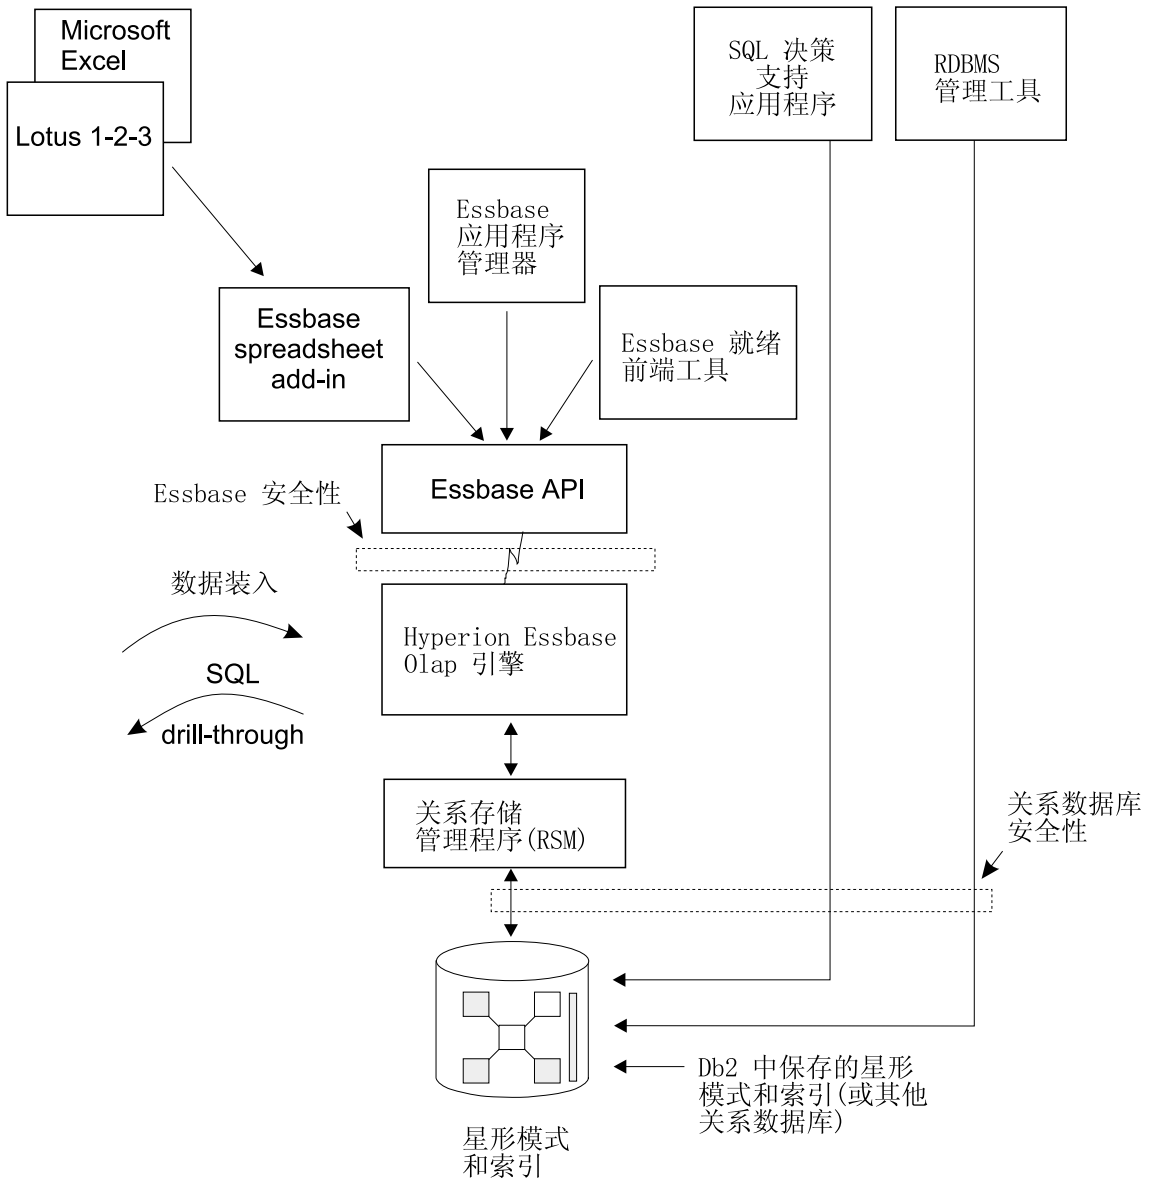 Microsoft
Excel
Lotus 1-2-3
SQL 决策
支持
应用程序
RDBMS
管理工具
Essbase
应用程序
管理器
Essbase
spreadsheet
add-in
Essbase 就绪
前端工具
Essbase API
Essbase 安全性
数据装入
SQL
drill-through
Hyperion Essbase
Olap 引擎
关系存储
管理程序(RSM)
关系数据库
安全性
Db2 中保存的星形
模式和索引(或其他
关系数据库)
星形模式
和索引